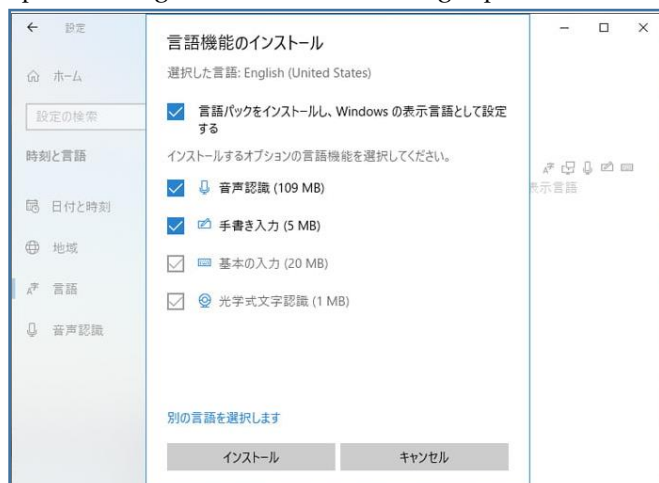 設定
ホーム
設定の検索
時刻と言語
日付と時刻
地域
言語
音声認識
言語機能のインストール
選択した言語: English (United States)
言語パックをインストールし、Windows の表示言語として設定
する
インストールするオプションの言語機能を選択してください。
音声認識 (109 MB)
手書き入力 (5 MB)
基本の入力 (20 MB)
光学式文字認識 (1 MB)
別の言語を選択します
インストール
キャンセル
表示言語